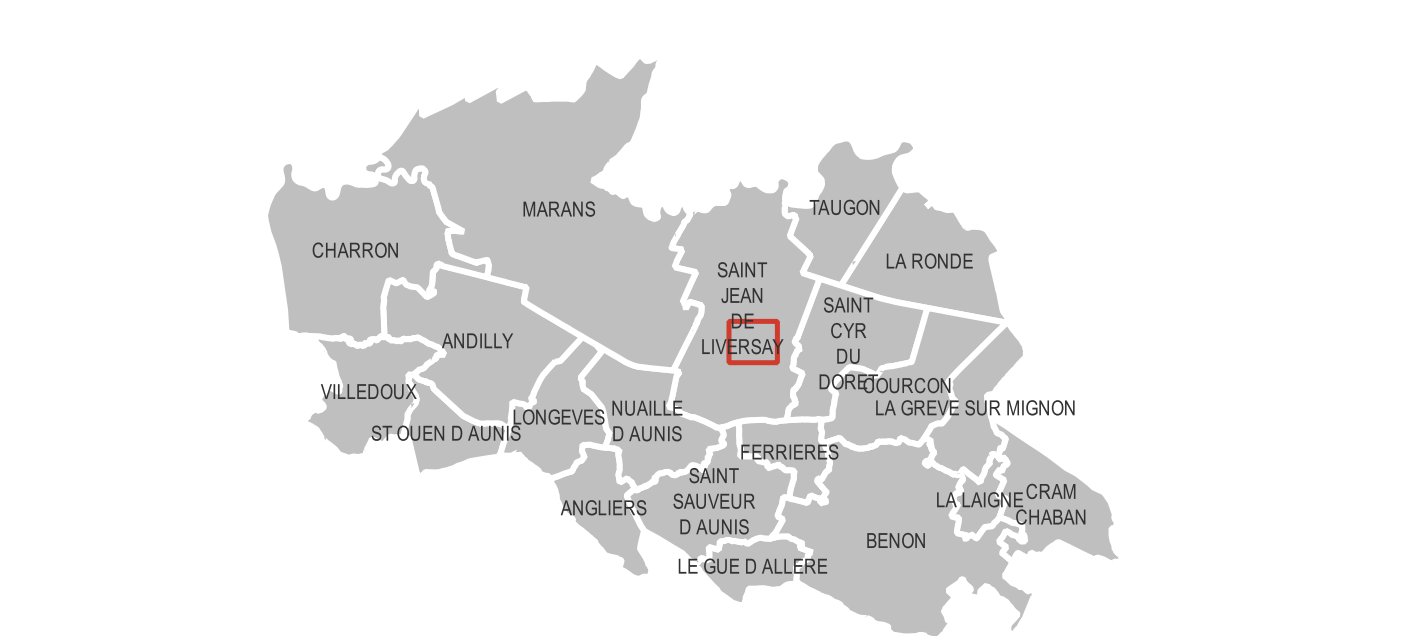 MARANS
TAUGON
CHARRON
LA RONDE
SAINT
JEAN
DE
LIVERSAY
SAINT
CYR
DU
DORET
ANDILLY
COURCON
VILLEDOUX
LA GREVE SUR MIGNON
LONGEVES
NUAILLE
D AUNIS
ST OUEN D AUNIS
FERRIERES
SAINT
SAUVEUR
D AUNIS
ANGLIERS
LA LAIGNE
CRAM
CHABAN
BENON
LE GUE D ALLERE